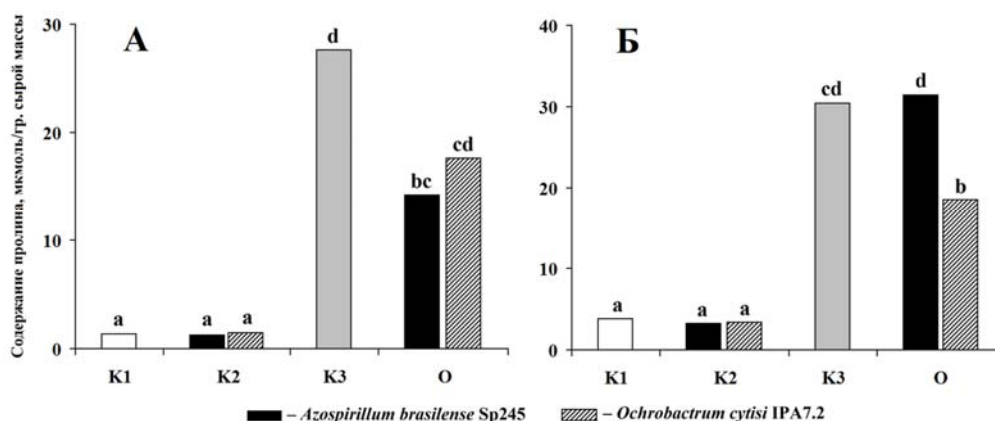 Содержание пролина, мкмоль/гр. сырой массы
А
30
20
10
0
a
a a
d
bc cd
К1 К2 К3 О
Б
40
30
20
10
0
a
a a
cd
d
b
К1 К2 К3 О
– Azospirillum brasilense Sp245 – Ochrobactrum cytisi IPA7.2